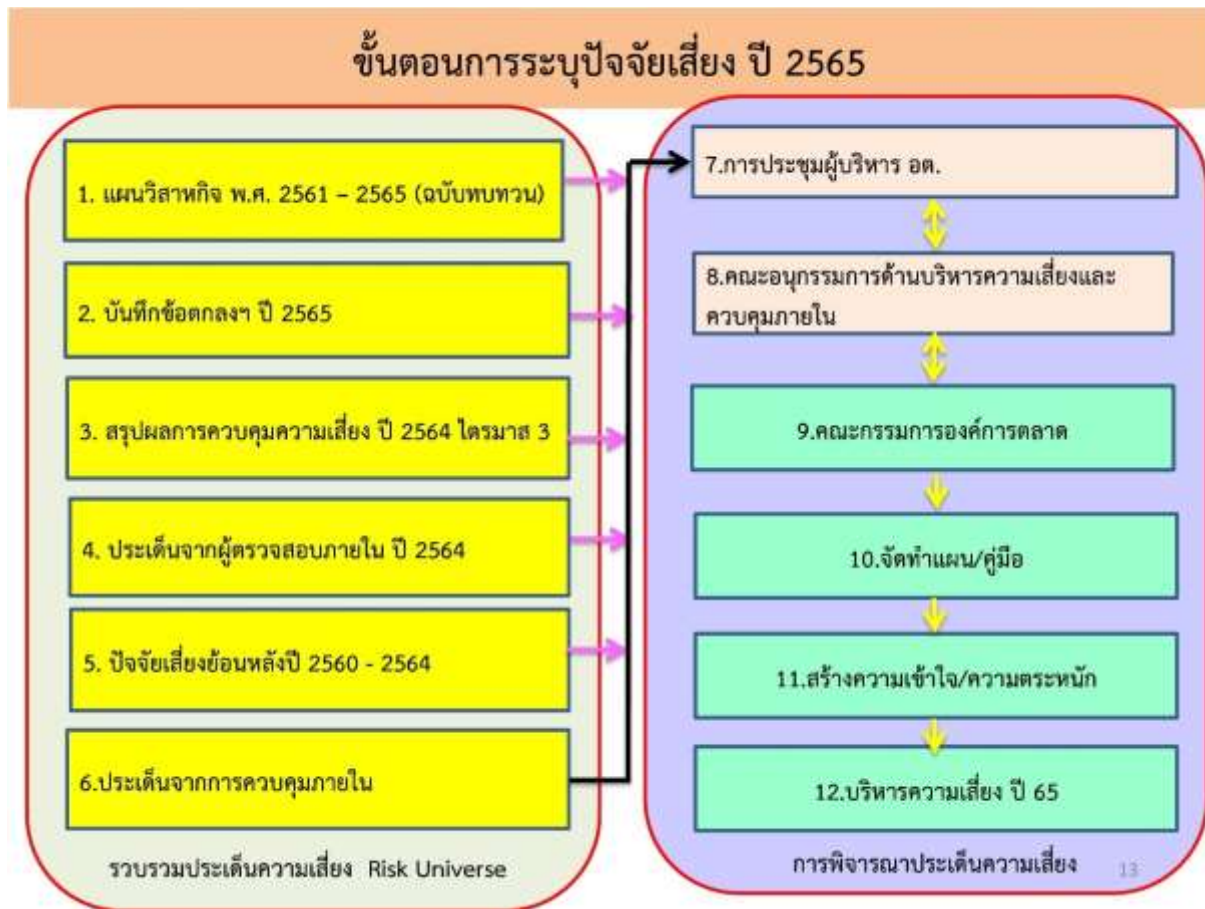 ขั้นตอนการระบุปัจจัยเสี่ยง ปี 2565
1. แผนวิสาหกิจ พ.ศ. 2561 – 2565 (ฉบับทบทวน)
2. บันทึกข้อตกลงฯ ปี 2565
3. สรุปผลการควบคุมความเสี่ยง ปี 2564 ไตรมาส 3
4. ประเด็นจากผู้ตรวจสอบภายใน ปี 2564
5. ปัจจัยเสี่ยงย้อนหลังปี 2560 - 2564
6.ประเด็นจากการควบคุมภายใน
รวบรวมประเด็นความเสี่ยง Risk Universe
7.การประชุมผู้บริหาร อต.
8.คณะอนุกรรมการด้านบริหารความเสี่ยงและ
ควบคุมภายใน
9.คณะกรรมการองค์การตลาด
10.จัดทำแผน/คู่มือ
11.สร้างความเข้าใจ/ความตระหนัก
12.บริหารความเสี่ยง ปี 65
การพิจารณาประเด็นความเสี่ยง
13